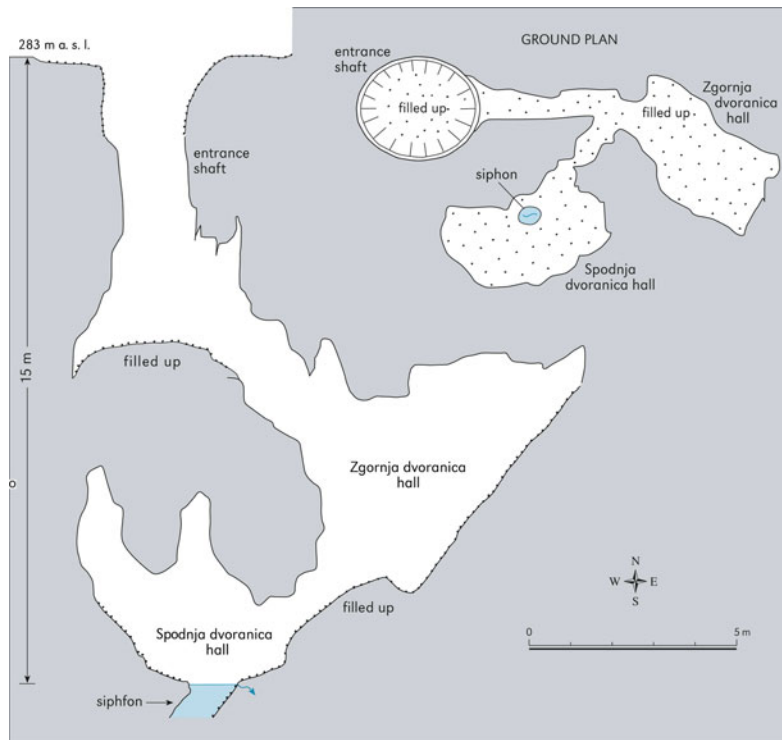 283 m a. s. l.
GROUND PLAN
entrance
shaft
filled up
Zgornja
dvoranica
hall
filled up
siphon
Spodnja
dvoranica hall
entrance
shaft
filled up
15 m
Zgornja dvoranica
hall
filled up
Spodnja dvoranica
hall
siphfon
N
W E
S
0 5 m